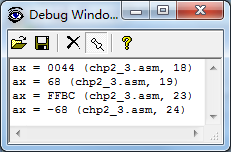 Debug Windo...
ax = 0044 (chp2_3.asm, 18)
ax = 68 (chp2_3.asm, 19)
ax = FFBC (chp2_3.asm, 23)
ax = -68 (chp2_3.asm, 24)